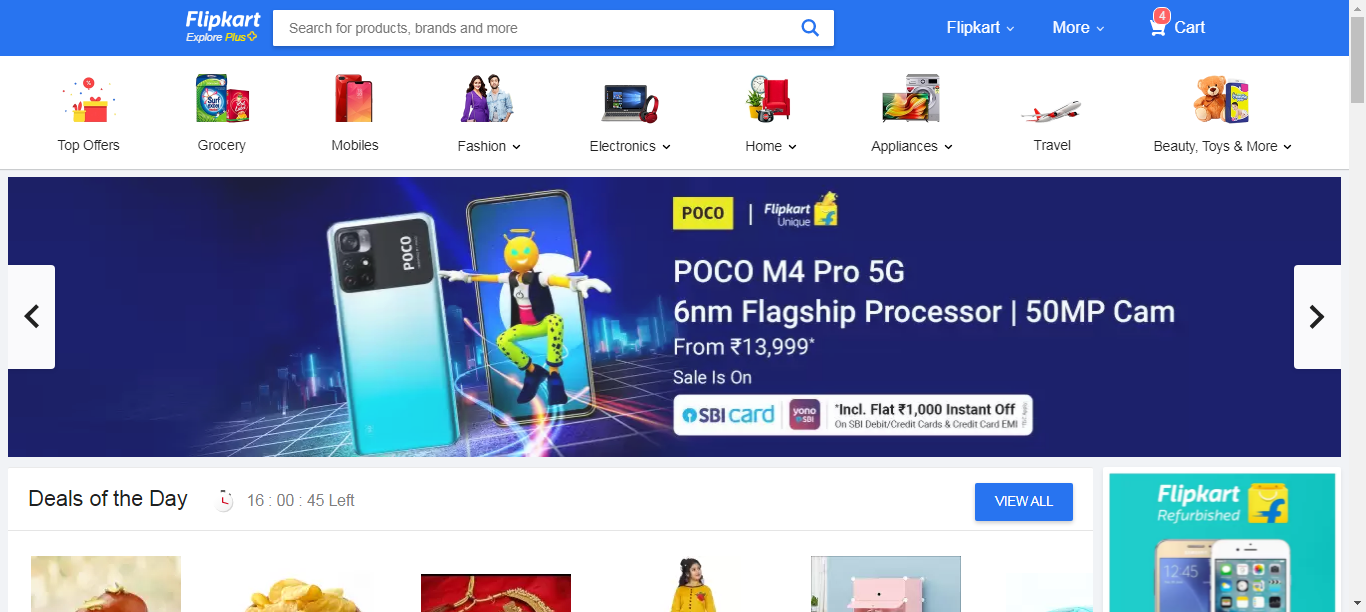 Flipkart
Explore Plus
Search for products, brands and more
Flipkart
More
4
Cart
Top Offers
Grocery
Mobiles
Fashion
Electronics
Home
Appliances
Travel
Beauty, Toys & More
Surf excel
POCO
POCO | Flipkart Unique
POCO M4 Pro 5G
6nm Flagship Processor | 50MP Cam
From ₹13,999*
Sale Is On
SBI card
yono SBI
*Incl. Flat ₹1,000 Instant Off
On SBI Debit/Credit Cards & Credit Card EMI
Deals of the Day
16 : 00 : 45 Left
VIEW ALL
Flipkart
Refurbished
12:45